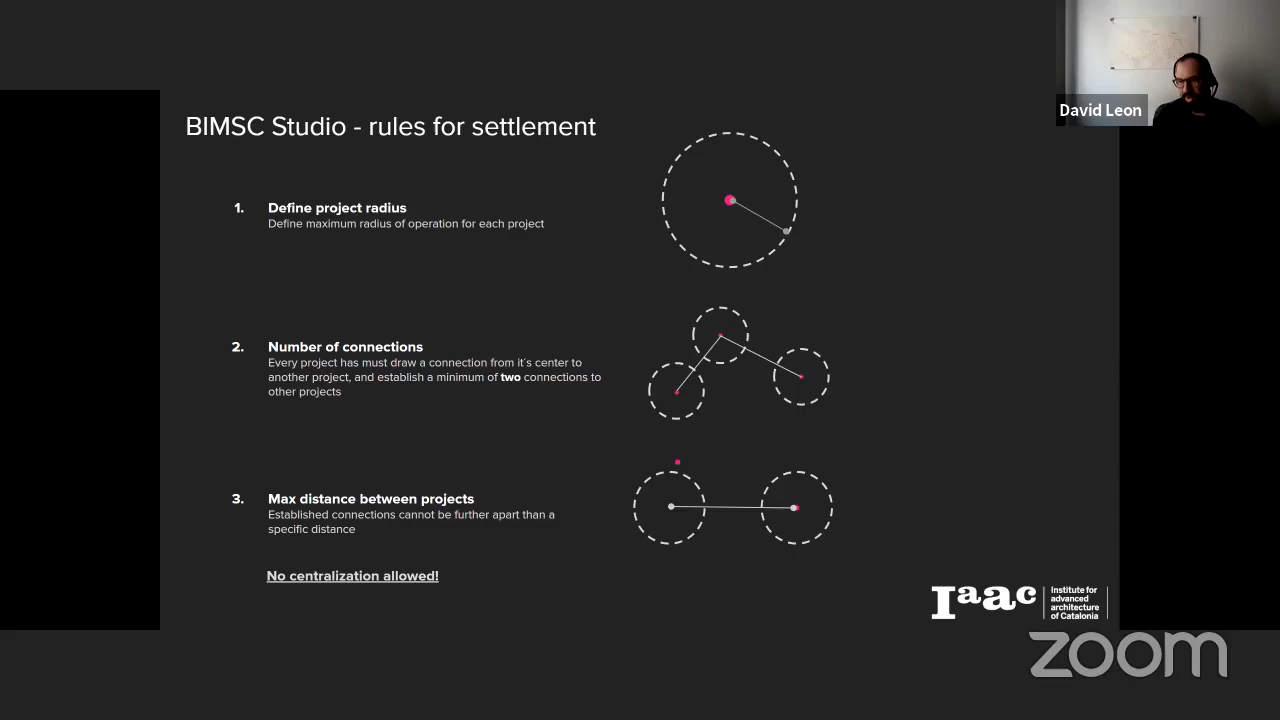 David Leon
BIMSC Studio - rules for settlement
1. Define project radius
Define maximum radius of operation for each project
2. Number of connections
Every project has must draw a connection from it´s center to
another project, and establish a minimum of two connections to
other projects
3. Max distance between projects
Established connections cannot be further apart than a
specific distance
No centralization allowed!
Iaac
Institute for
advanced
architecture
of Catalonia
zoom